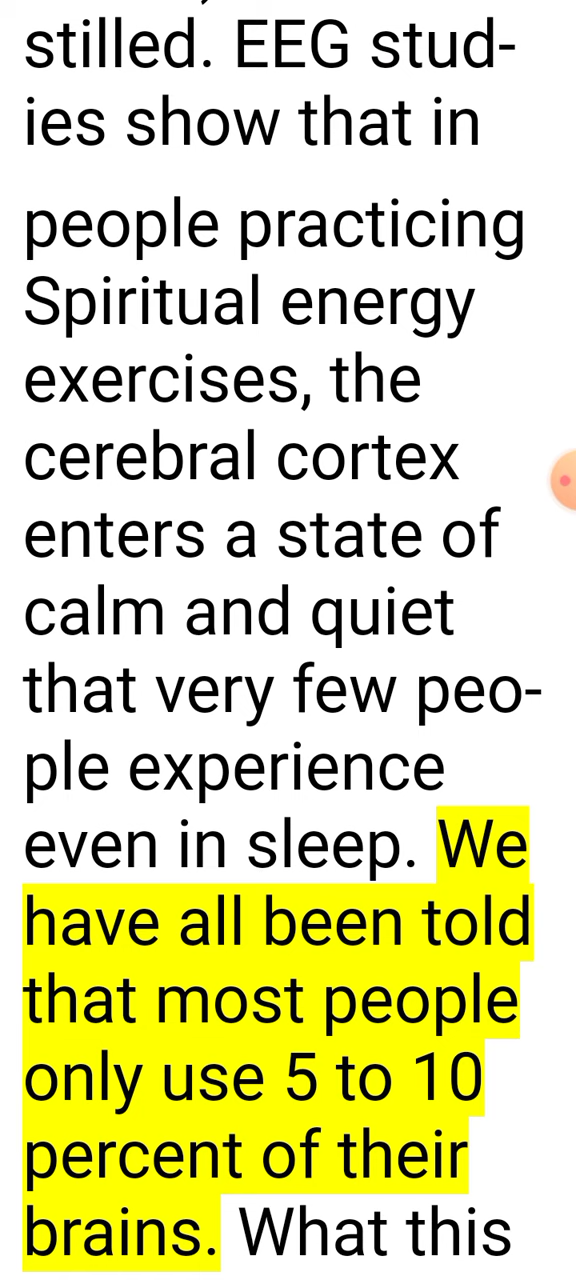 stilled. EEG stud-
ies show that in
people practicing
Spiritual energy
exercises, the
cerebral cortex
enters a state of
calm and quiet
that very few peo-
ple experience
even in sleep. We
have all been told
that most people
only use 5 to 10
percent of their
brains. What this